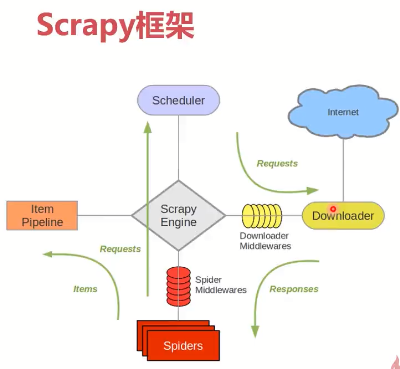 Scrapy框架
Scheduler
Internet
Requests
Item
Pipeline
Scrapy
Engine
Downloader
Downloader
Middlewares
Requests
Items
Spider
Middlewares
Responses
Spiders